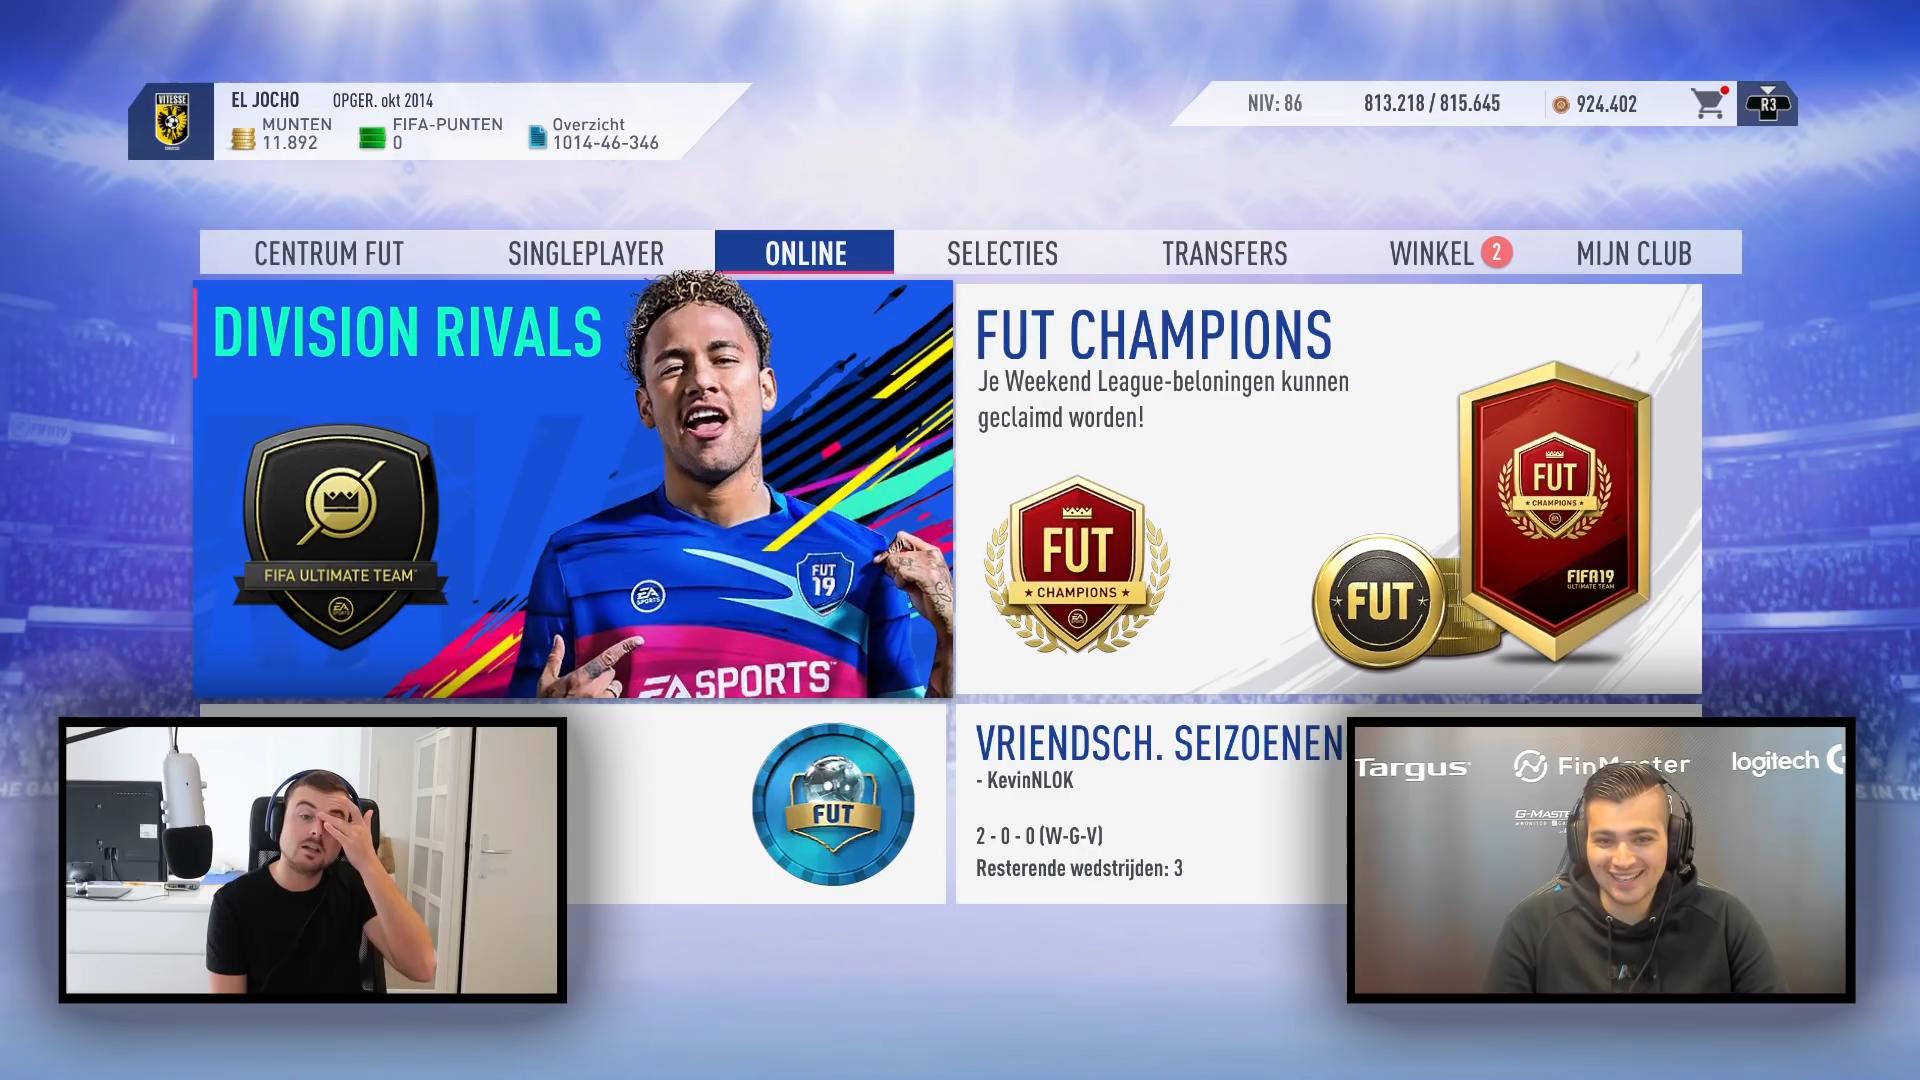 VITESSE
EL JOCHO OPGER. okt 2014
MUNTEN
11.892
FIFA-PUNTEN
0
Overzicht
1014-46-346
NIV: 86 813.218 / 815.645 924.402
R3
CENTRUM FUT SINGLEPLAYER ONLINE SELECTIES TRANSFERS WINKEL 2 MIJN CLUB
DIVISION RIVALS
FIFA ULTIMATE TEAM
EA SPORTS
FUT
19
EA SPORTS
FUT CHAMPIONS
Je Weekend League-beloningen kunnen
geclaimd worden!
FUT
★ CHAMPIONS ★
FUT
FUT
★ CHAMPIONS ★
FIFA19
ULTIMATE TEAM
FUT
VRIENDSCH. SEIZOENEN
- KevinNLOK
2 - 0 - 0 (W-G-V)
Resterende wedstrijden: 3
Targus
logitech G